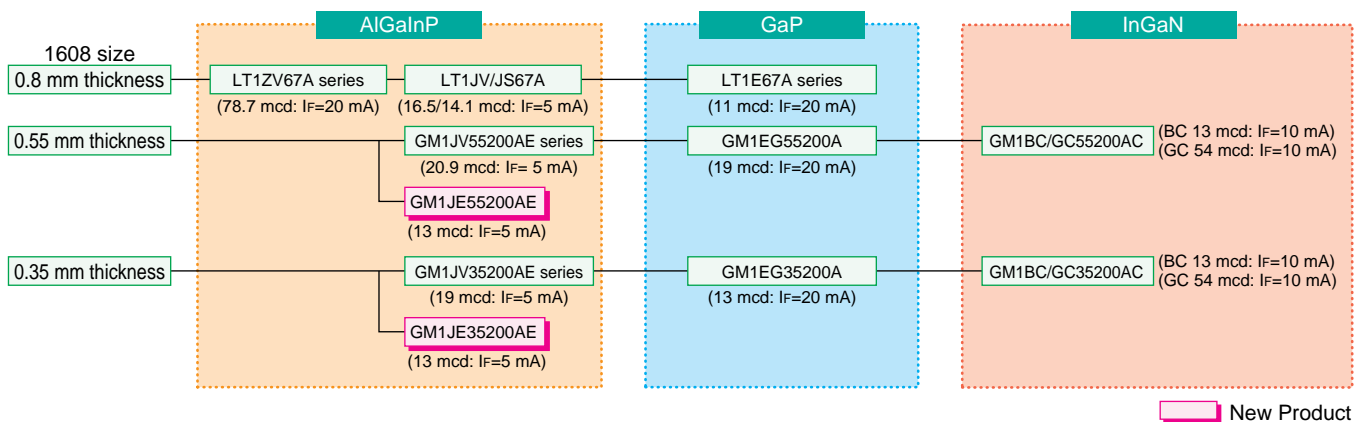 AlGaInP
GaP
InGaN
1608 size
0.8 mm thickness
LT1ZV67A series
LT1JV/JS67A
LT1E67A series
(78.7 mcd: IF=20 mA)
(16.5/14.1 mcd: IF=5 mA)
(11 mcd: IF=20 mA)
0.55 mm thickness
GM1JV55200AE series
GM1EG55200A
GM1BC/GC55200AC
(BC 13 mcd: IF=10 mA)
(GC 54 mcd: IF=10 mA)
(20.9 mcd: IF= 5 mA)
(19 mcd: IF=20 mA)
GM1JE55200AE
(13 mcd: IF=5 mA)
0.35 mm thickness
GM1JV35200AE series
GM1EG35200A
GM1BC/GC35200AC
(BC 13 mcd: IF=10 mA)
(GC 54 mcd: IF=10 mA)
(19 mcd: IF=5 mA)
(13 mcd: IF=20 mA)
GM1JE35200AE
(13 mcd: IF=5 mA)
New Product